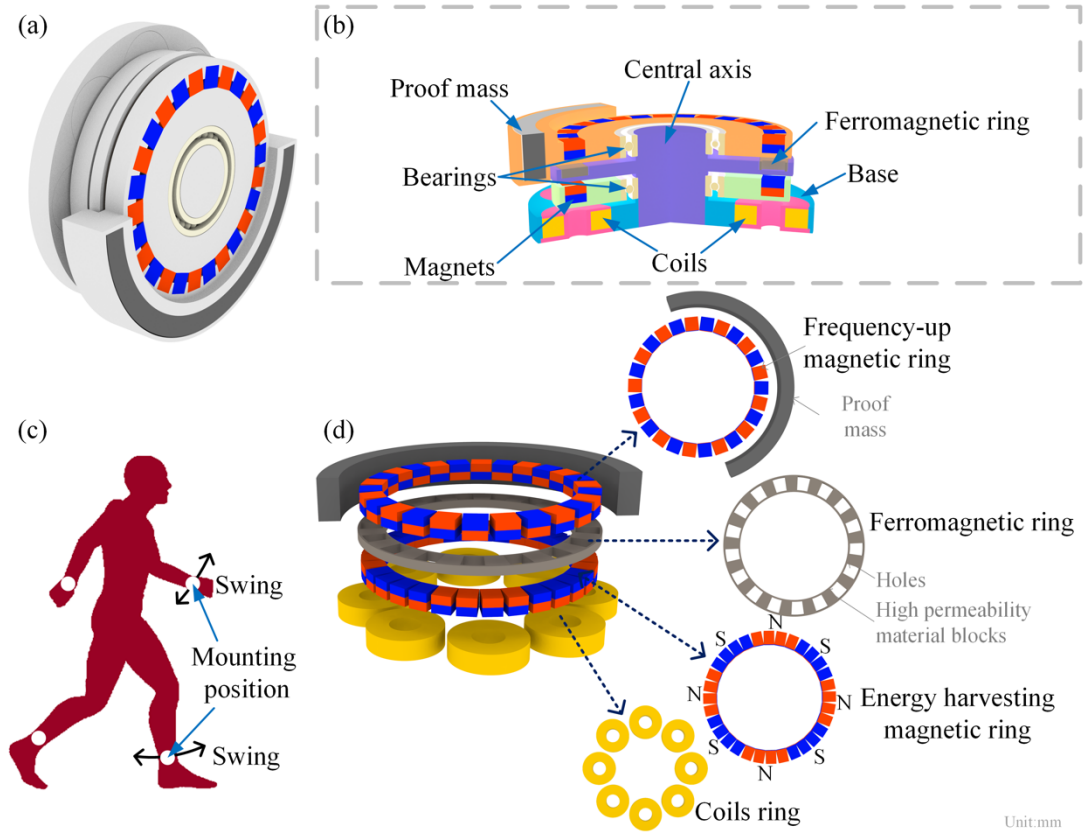 (a)
(b)
Proof mass
Central axis
Ferromagnetic ring
Bearings
Base
Magnets
Coils
Frequency-up
magnetic ring
Proof
mass
(c)
Swing
Mounting
position
Swing
(d)
Ferromagnetic ring
Holes
High permeability
material blocks
N
S
S
N
N
S
S
N
Energy harvesting
magnetic ring
Coils ring
Unit:mm